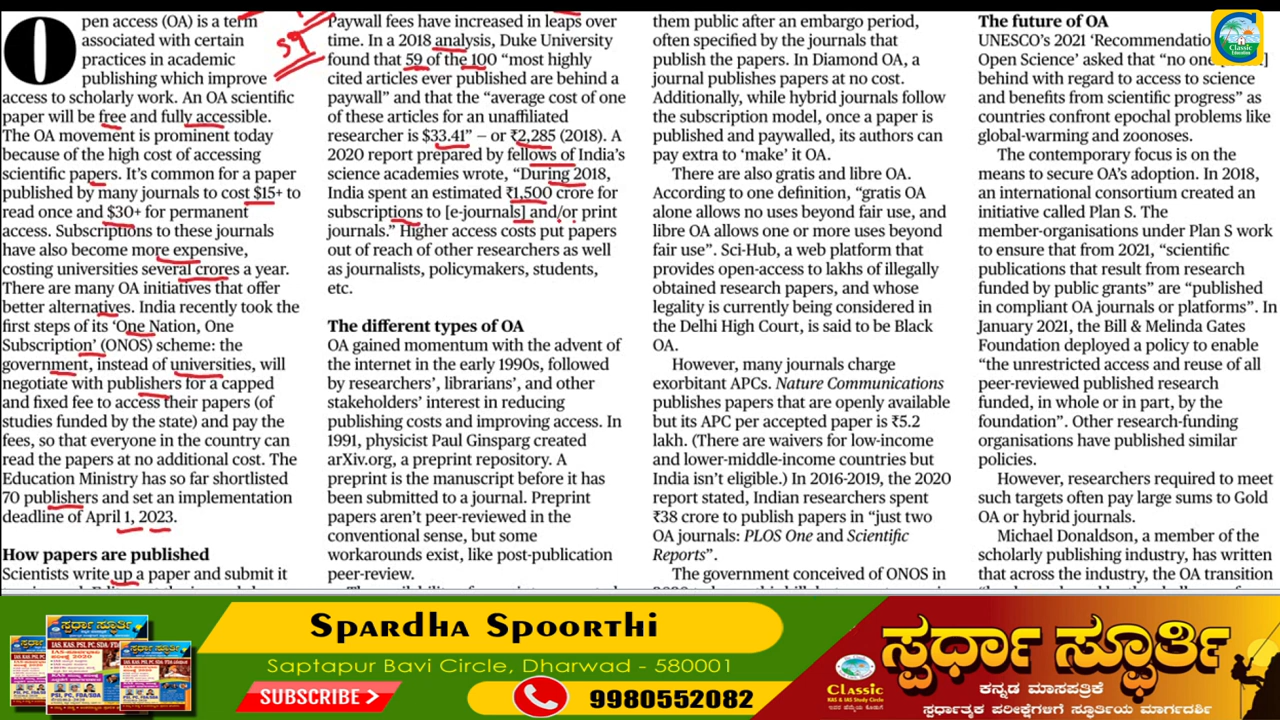 Open access (OA) is a term
associated with certain
practices in academic
publishing which improve
access to scholarly work. An OA scientific
paper will be free and fully accessible.
The OA movement is prominent today
because of the high cost of accessing
scientific papers. It's common for a paper
published by many journals to cost $15+ to
read once and $30+ for permanent
access. Subscriptions to these journals
have also become more expensive,
costing universities several crores a year.
There are many OA initiatives that offer
better alternatives. India recently took the
first steps of its 'One Nation, One
Subscription' (ONOS) scheme: the
government, instead of universities, will
negotiate with publishers for a capped
and fixed fee to access their papers (of
studies funded by the state) and pay the
fees, so that everyone in the country can
read the papers at no additional cost. The
Education Ministry has so far shortlisted
70 publishers and set an implementation
deadline of April 1, 2023.
How papers are published
Scientists write up a paper and submit it
Paywall fees have increased in leaps over
time. In a 2018 analysis, Duke University
found that 59 of the 100 "most highly
cited articles ever published are behind a
paywall" and that the "average cost of one
of these articles for an unaffiliated
researcher is $33.41" — or ₹2,285 (2018). A
2020 report prepared by fellows of India's
science academies wrote, "During 2018,
India spent an estimated ₹1,500 crore for
subscriptions to [e-journals] and/or print
journals." Higher access costs put papers
out of reach of other researchers as well
as journalists, policymakers, students,
etc.
The different types of OA
OA gained momentum with the advent of
the internet in the early 1990s, followed
by researchers', librarians', and other
stakeholders' interest in reducing
publishing costs and improving access. In
1991, physicist Paul Ginsparg created
arXiv.org, a preprint repository. A
preprint is the manuscript before it has
been submitted to a journal. Preprint
papers aren't peer-reviewed in the
conventional sense, but some
workarounds exist, like post-publication
peer-review.
them public after an embargo period,
often specified by the journals that
publish the papers. In Diamond OA, a
journal publishes papers at no cost.
Additionally, while hybrid journals follow
the subscription model, once a paper is
published and paywalled, its authors can
pay extra to 'make' it OA.
There are also gratis and libre OA.
According to one definition, "gratis OA
alone allows no uses beyond fair use, and
libre OA allows one or more uses beyond
fair use". Sci-Hub, a web platform that
provides open-access to lakhs of illegally
obtained research papers, and whose
legality is currently being considered in
the Delhi High Court, is said to be Black
OA.
However, many journals charge
exorbitant APCs. Nature Communications
publishes papers that are openly available
but its APC per accepted paper is ₹5.2
lakh. (There are waivers for low-income
and lower-middle-income countries but
India isn't eligible.) In 2016-2019, the 2020
report stated, Indian researchers spent
₹38 crore to publish papers in "just two
OA journals: PLOS One and Scientific
Reports".
The government conceived of ONOS in
The future of OA
UNESCO's 2021
Open Science' asked that "no one
behind with regard to access to science
and benefits from scientific progress" as
countries confront epochal problems like
global-warming and zoonoses.
The contemporary focus is on the
means to secure OA's adoption. In 2018,
an international consortium created an
initiative called Plan S. The
member-organisations under Plan S work
to ensure that from 2021, "scientific
publications that result from research
funded by public grants" are "published
in compliant OA journals or platforms". In
January 2021, the Bill & Melinda Gates
Foundation deployed a policy to enable
"the unrestricted access and reuse of all
peer-reviewed published research
funded, in whole or in part, by the
foundation". Other research-funding
organisations have published similar
policies.
However, researchers required to meet
such targets often pay large sums to Gold
OA or hybrid journals.
Michael Donaldson, a member of the
scholarly publishing industry, has written
that across the industry, the OA transition
Classic
Education
Spardha Spoorthi
Saptapur Bavi Circle Dharwad - 580001
SUBSCRIBE >
9980552082
Classic
KAS & IAS Study Circle
ಸ್ಪರ್ಧಾ ಸ್ಫೂರ್ತಿ
ಕನ್ನಡ ಮಾಸಪತ್ರಿಕೆ
ಸ್ಪರ್ಧಾತ್ಮಕ ಪರೀಕ್ಷೆಗಳಿಗೆ ಸ್ಫೂರ್ತಿಯ ಮಾರ್ಗದರ್ಶಿ